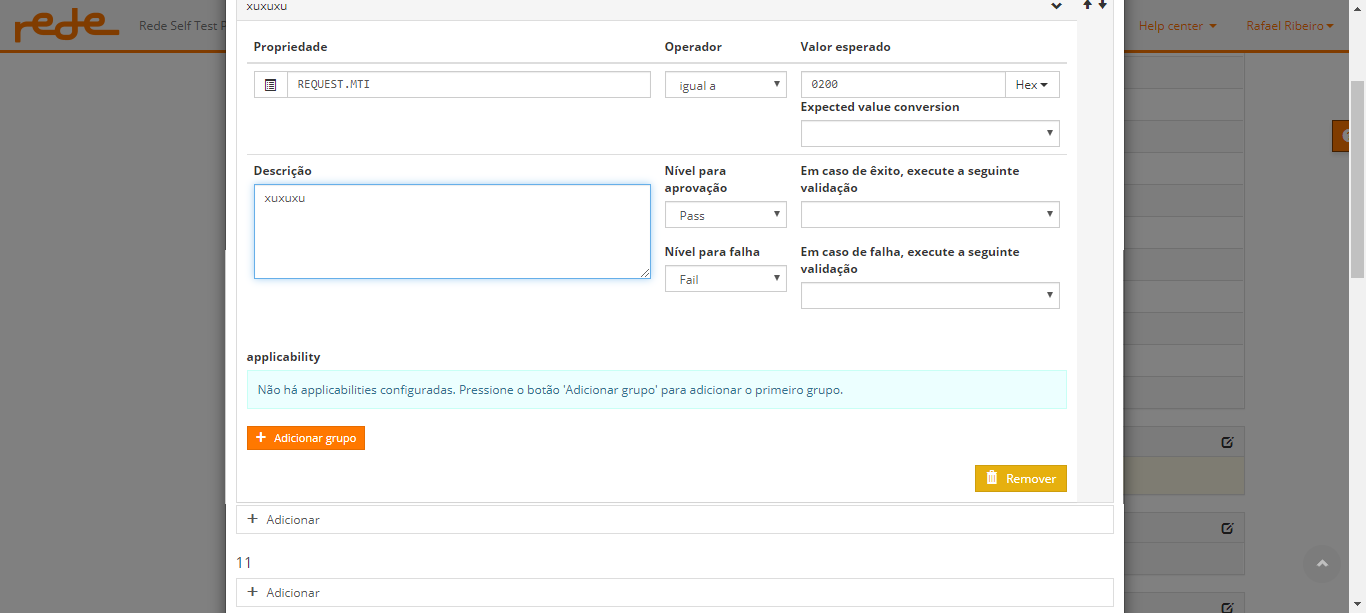 xuxuxu
rede
Rede Self Test
Help center
Rafael Ribeiro
Propriedade Operador Valor esperado
REQUEST.MTI igual a 0200 Hex
Expected value conversion
Descrição Nível para aprovação Em caso de êxito, execute a seguinte validação
xuxuxu
Pass
Nível para falha Em caso de falha, execute a seguinte validação
Fail
applicability
Não há applicabilities configuradas. Pressione o botão 'Adicionar grupo' para adicionar o primeiro grupo.
+ Adicionar grupo
Remover
+ Adicionar
11
+ Adicionar